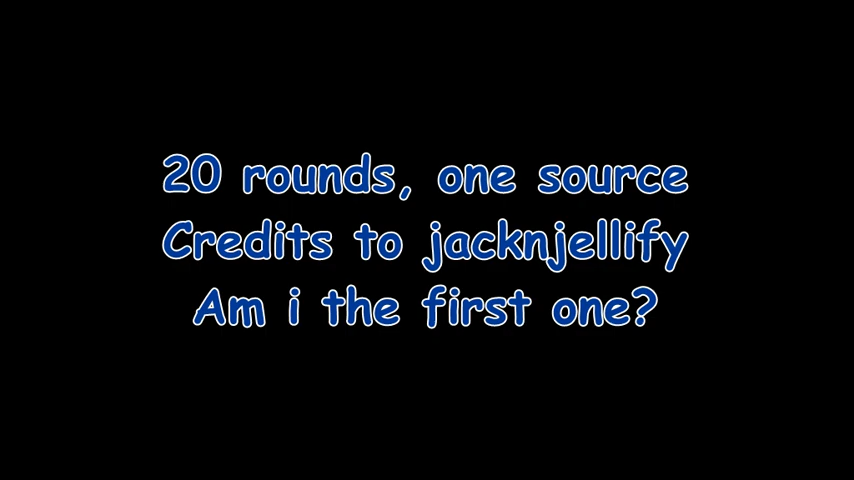 20 rounds, one source
Credits to jacknjellify
Am i the first one?